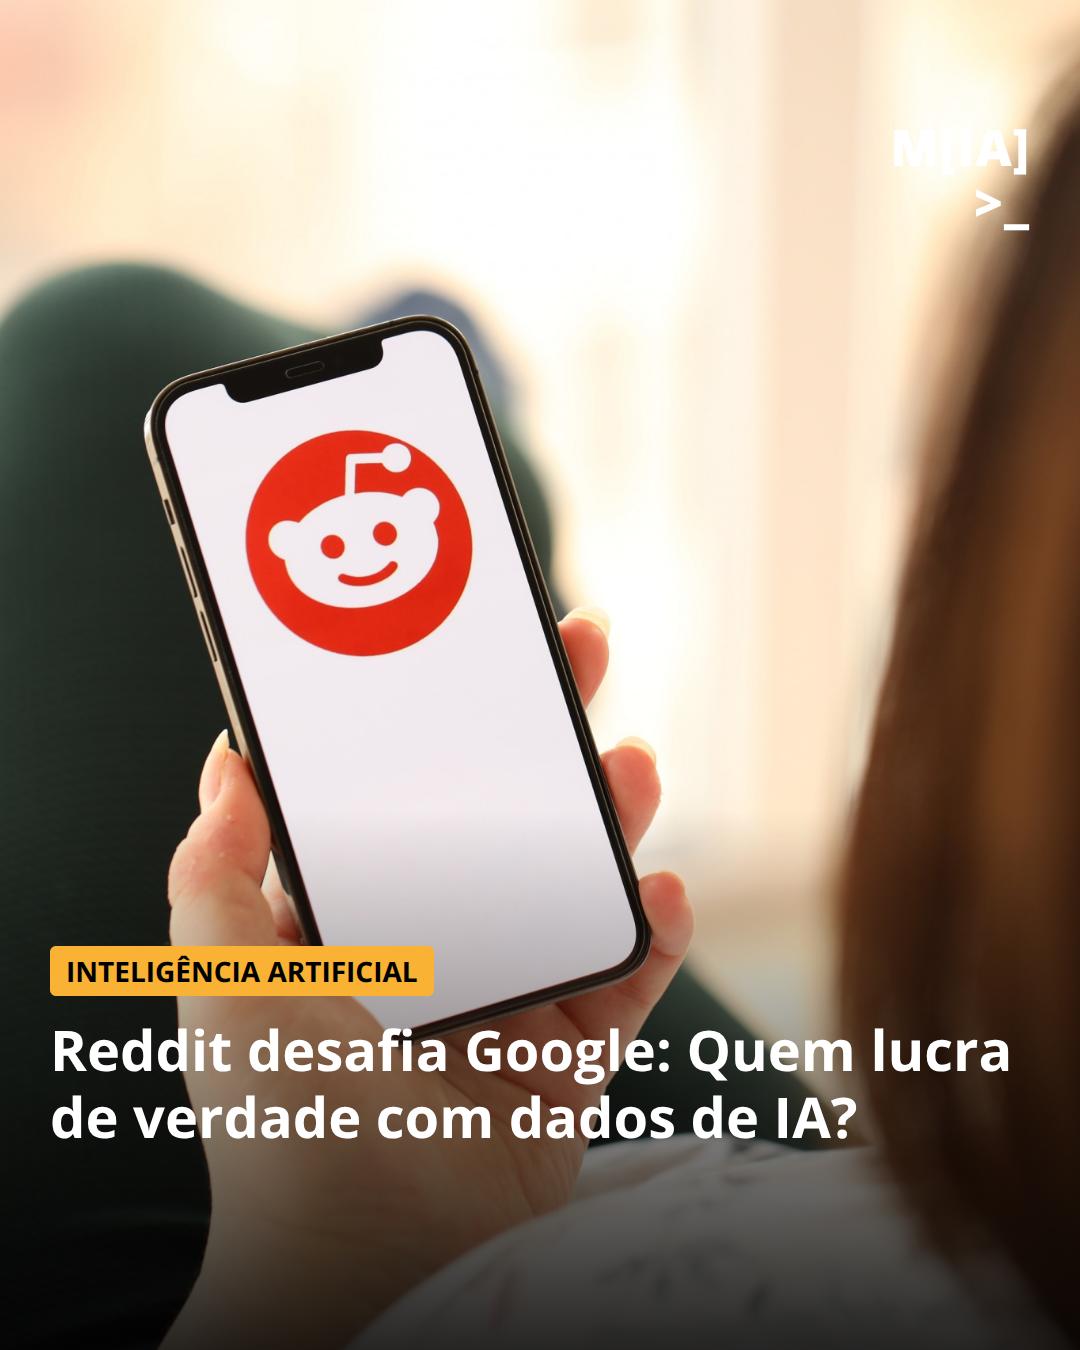 M[IA]
>_
INTELIGÊNCIA ARTIFICIAL
Reddit desafia Google: Quem lucra
de verdade com dados de IA?